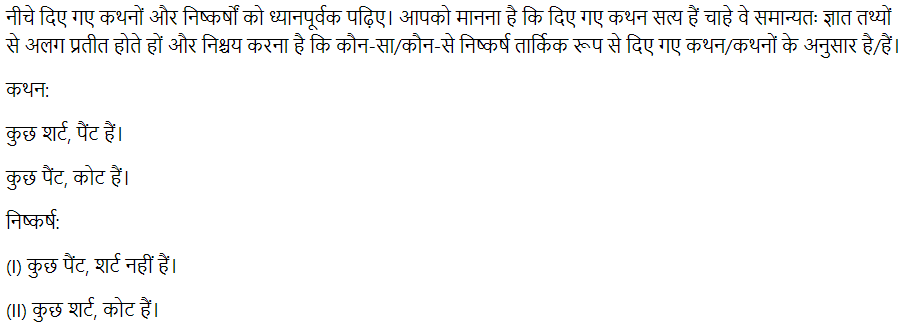 नीचे दिए गए कथनों और निष्कर्षों को ध्यानपूर्वक पढ़िए। आपको मानना है कि दिए गए कथन सत्य हैं चाहे वे समान्यतः ज्ञात तथ्यों
से अलग प्रतीत होते हों और निश्चय करना है कि कौन-सा/कौन-से निष्कर्ष तार्किक रूप से दिए गए कथन/कथनों के अनुसार है/हैं।
कथन:
कुछ शर्ट, पैंट हैं।
कुछ पैंट, कोट हैं।
निष्कर्ष:
(I) कुछ पैंट, शर्ट नहीं हैं।
(II) कुछ शर्ट, कोट हैं।